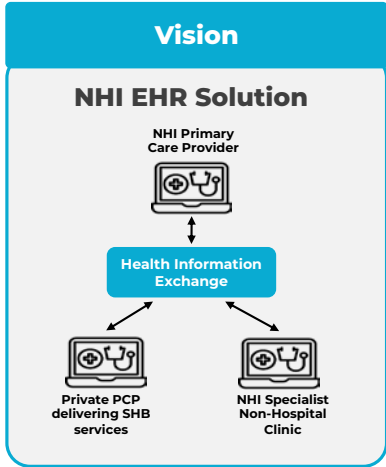 Vision
NHI EHR Solution
NHI Primary
Care Provider
Health Information
Exchange
Private PCP
delivering SHB
services
NHI Specialist
Non-Hospital
Clinic